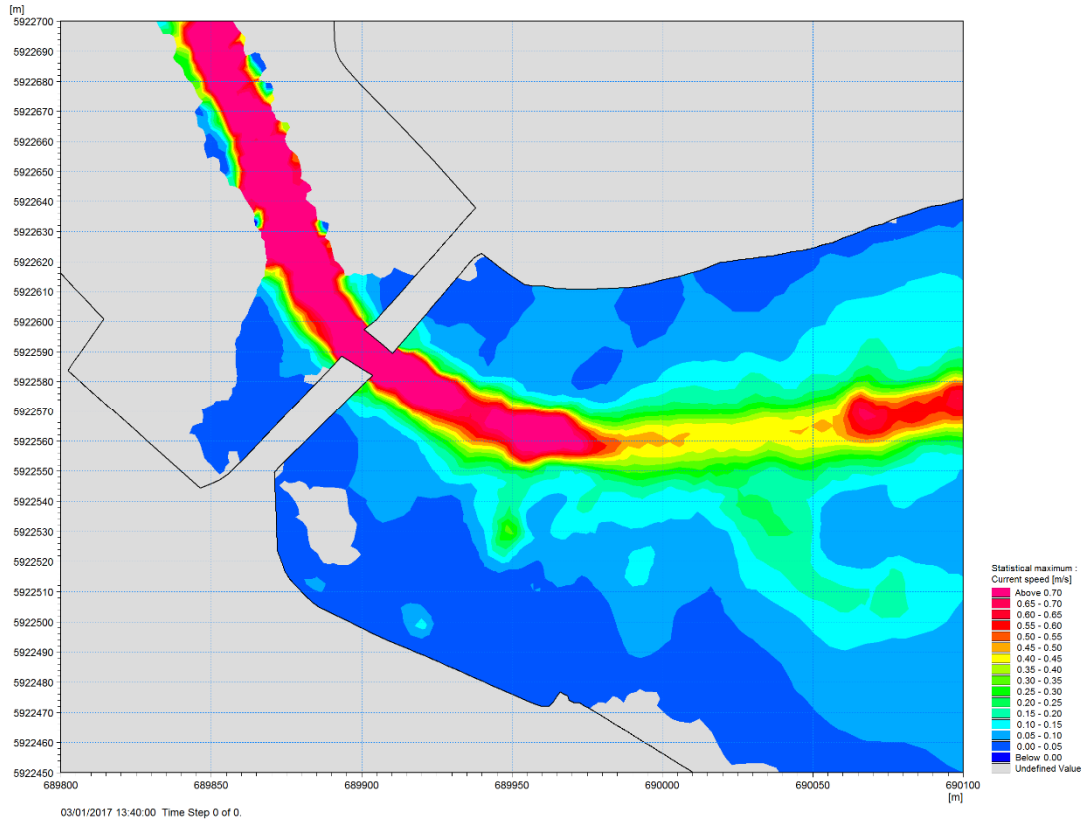 [m]
5922700
5922690
5922680
5922670
5922660
5922650
5922640
5922630
5922620
5922610
5922600
5922590
5922580
5922570
5922560
5922550
5922540
5922530
5922520
5922510
5922500
5922490
5922480
5922470
5922460
5922450
689800 689850 689900 689950 690000 690050 690100
[m]
03/01/2017 13:40:00 Time Step 0 of 0.
Statistical maximum :
Current speed [m/s]
Above 0.70
0.65 - 0.70
0.60 - 0.65
0.55 - 0.60
0.50 - 0.55
0.45 - 0.50
0.40 - 0.45
0.35 - 0.40
0.30 - 0.35
0.25 - 0.30
0.20 - 0.25
0.15 - 0.20
0.10 - 0.15
0.05 - 0.10
0.00 - 0.05
Below 0.00
Undefined Value